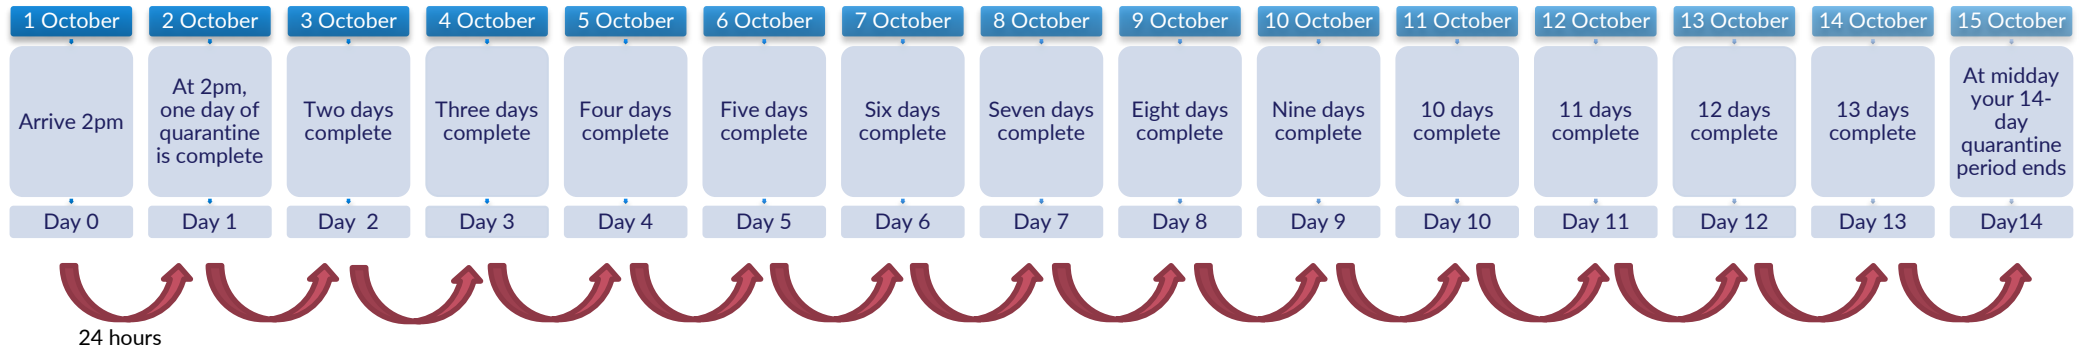 1 October
2 October
3 October
4 October
5 October
6 October
7 October
8 October
9 October
10 October
11 October
12 October
13 October
14 October
15 October
Arrive 2pm
At 2pm,
one day of
quarantine
is complete
Two days
complete
Three days
complete
Four days
complete
Five days
complete
Six days
complete
Seven days
complete
Eight days
complete
Nine days
complete
10 days
complete
11 days
complete
12 days
complete
13 days
complete
At midday
your 14-
day
quarantine
period ends
Day 0
Day 1
Day  2
Day 3
Day 4
Day 5
Day 6
Day 7
Day 8
Day 9
Day 10
Day 11
Day 12
Day 13
Day14
24 hours